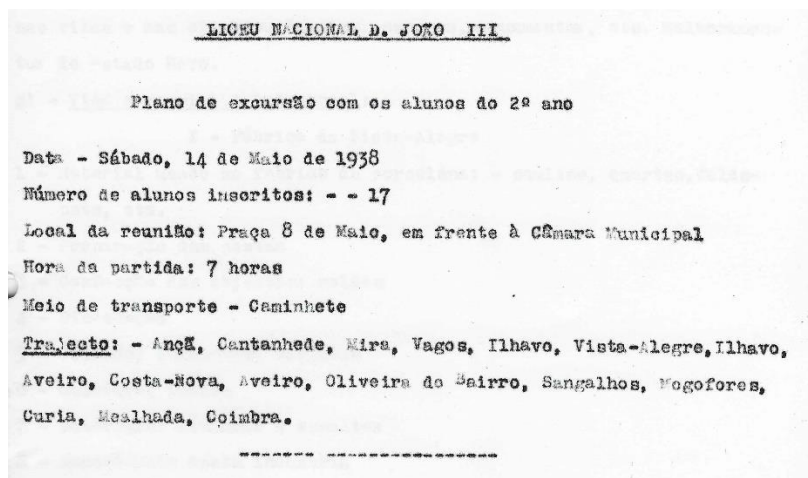 LICEU NACIONAL D. JOÃO III
Plano de excursão com os alunos do 2º ano
Data - Sábado, 14 de Maio de 1938
Número de alunos inscritos: - - 17
Local da reunião: Praça 8 de Maio, em frente à Câmara Municipal
Hora da partida: 7 horas
Meio de transporte - Caminhete
Trajecto: - Ançã, Cantanhede, Mira, Vagos, Ilhavo, Vista-Alegre, Ilhavo,
Aveiro, Costa-Nova, Aveiro, Oliveira do Bairro, Sangalhos, Mogofores,
Curia, Mealhada, Coimbra.